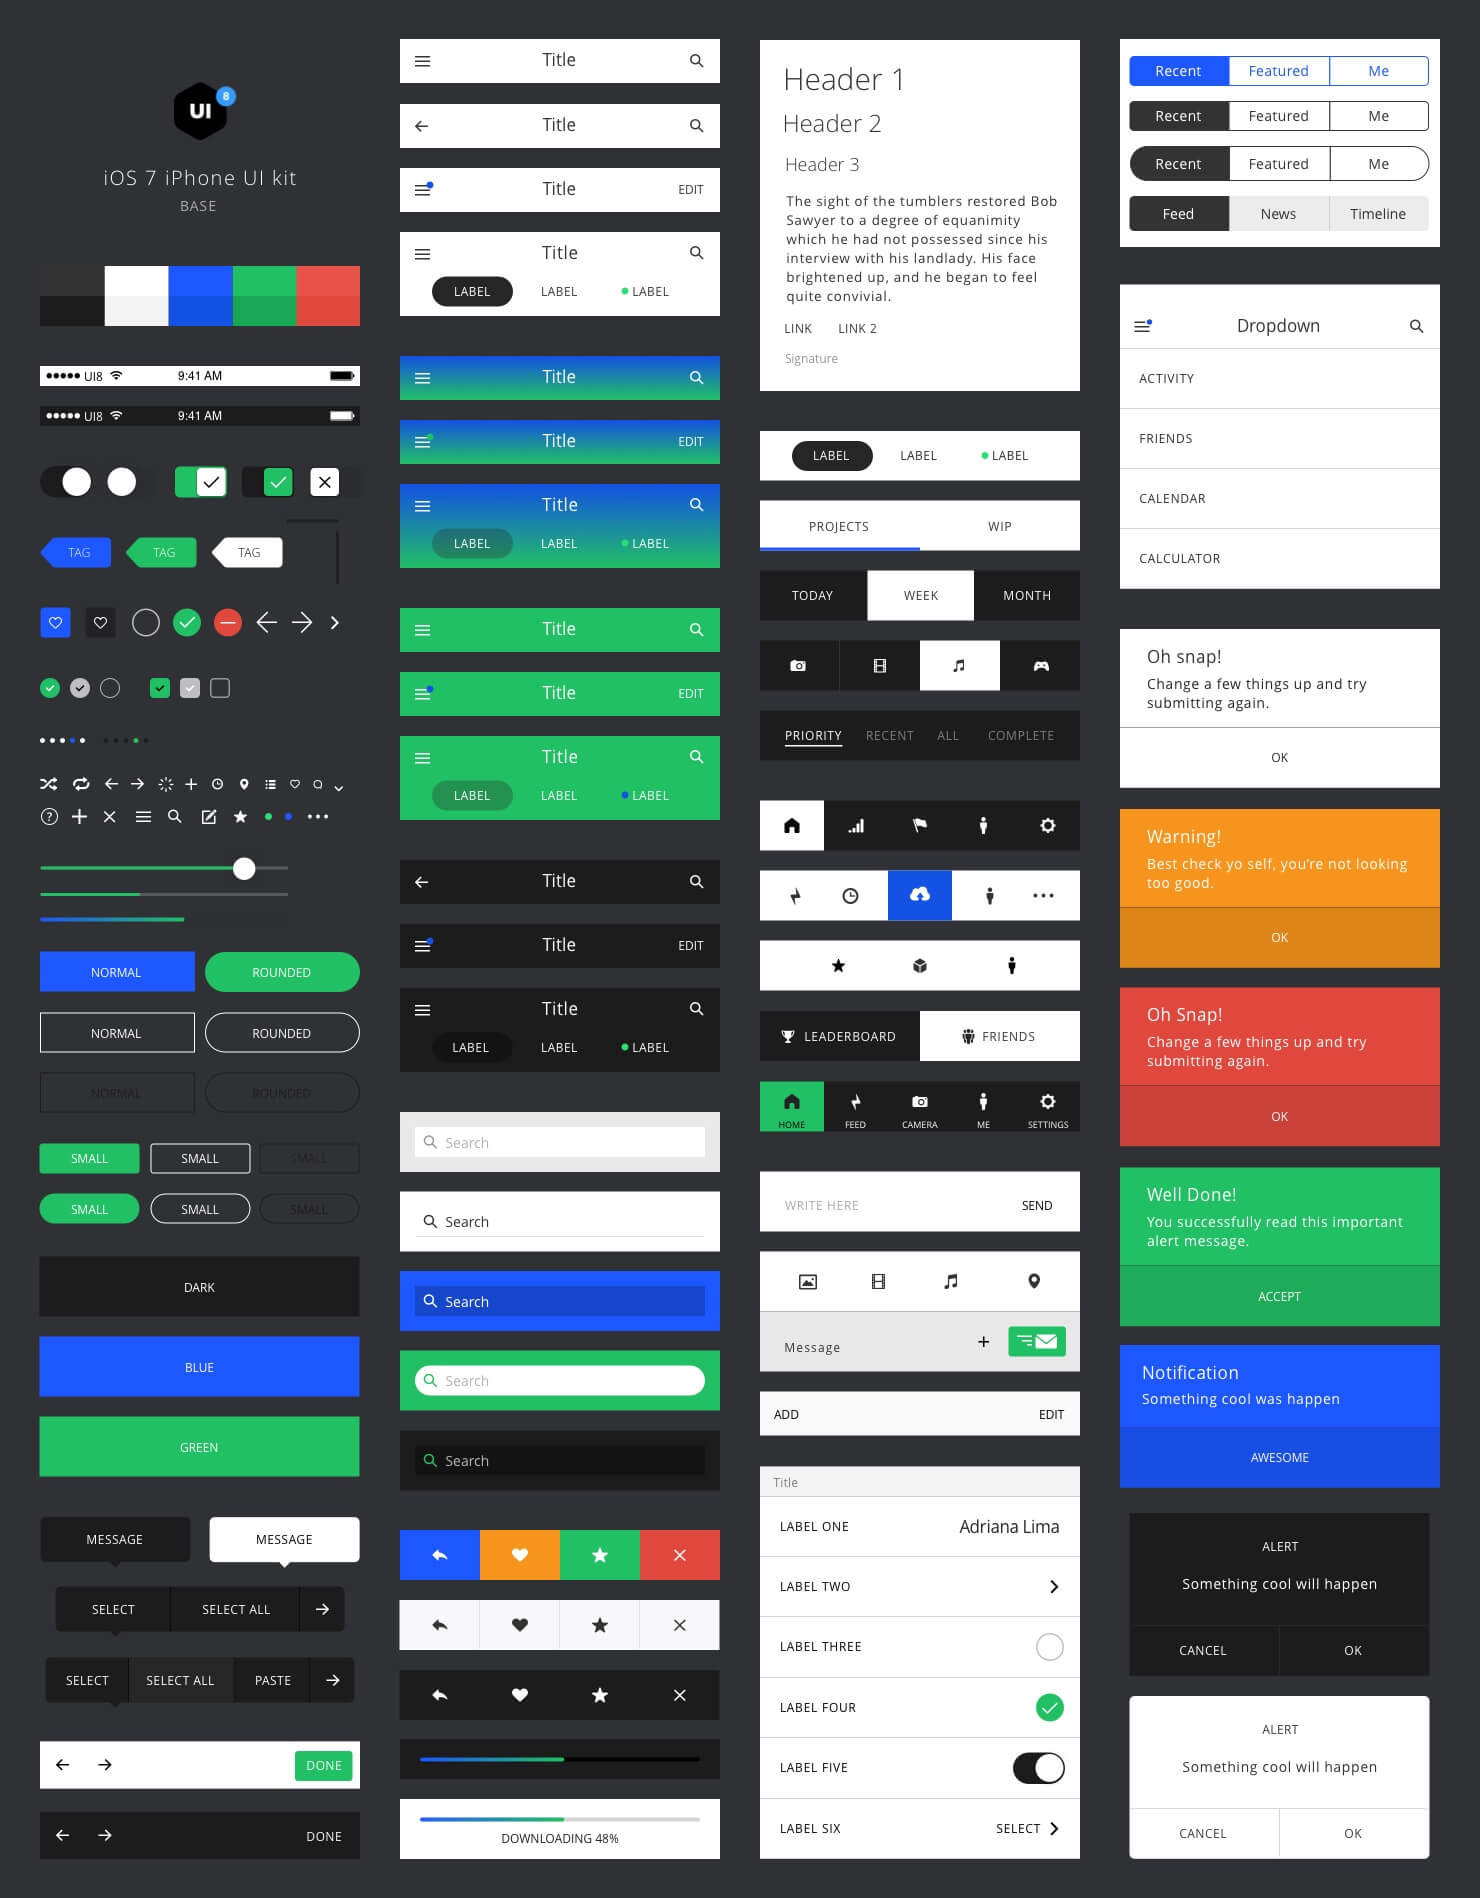 UI
8
iOS 7 iPhone UI kit
BASE
UI8 9:41 AM
UI8 9:41 AM
TAG TAG TAG
?
NORMAL ROUNDED
NORMAL ROUNDED
NORMAL ROUNDED
SMALL SMALL SMALL
SMALL SMALL SMALL
DARK
BLUE
GREEN
MESSAGE MESSAGE
SELECT SELECT ALL
SELECT SELECT ALL PASTE
DONE
DONE
Title
Title
Title EDIT
Title
LABEL LABEL LABEL
Title
Title EDIT
Title
LABEL LABEL LABEL
Title
Title EDIT
Title
LABEL LABEL LABEL
Title
Title EDIT
Title
LABEL LABEL LABEL
Search
Search
Search
Search
Search
DOWNLOADING 48%
Header 1
Header 2
Header 3
The sight of the tumblers restored Bob
Sawyer to a degree of equanimity
which he had not possessed since his
interview with his landlady. His face
brightened up, and he began to feel
quite convivial.
LINK LINK 2
Signature
LABEL LABEL LABEL
PROJECTS WIP
TODAY WEEK MONTH
PRIORITY RECENT ALL COMPLETE
LEADERBOARD FRIENDS
HOME FEED CAMERA ME SETTINGS
WRITE HERE SEND
Message
ADD EDIT
Title
LABEL ONE Adriana Lima
LABEL TWO
LABEL THREE
LABEL FOUR
LABEL FIVE
LABEL SIX SELECT
Recent Featured Me
Recent Featured Me
Recent Featured Me
Feed News Timeline
Dropdown
ACTIVITY
FRIENDS
CALENDAR
CALCULATOR
Oh snap!
Change a few things up and try
submitting again.
OK
Warning!
Best check yo self, you're not looking
too good.
OK
Oh Snap!
Change a few things up and try
submitting again.
OK
Well Done!
You successfully read this important
alert message.
ACCEPT
Notification
Something cool was happen
AWESOME
ALERT
Something cool will happen
CANCEL OK
ALERT
Something cool will happen
CANCEL OK